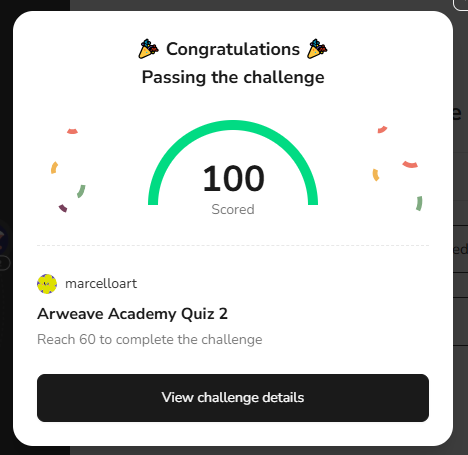 Congratulations
Passing the challenge
100
Scored
marcelloart
Arweave Academy Quiz 2
Reach 60 to complete the challenge
View challenge details